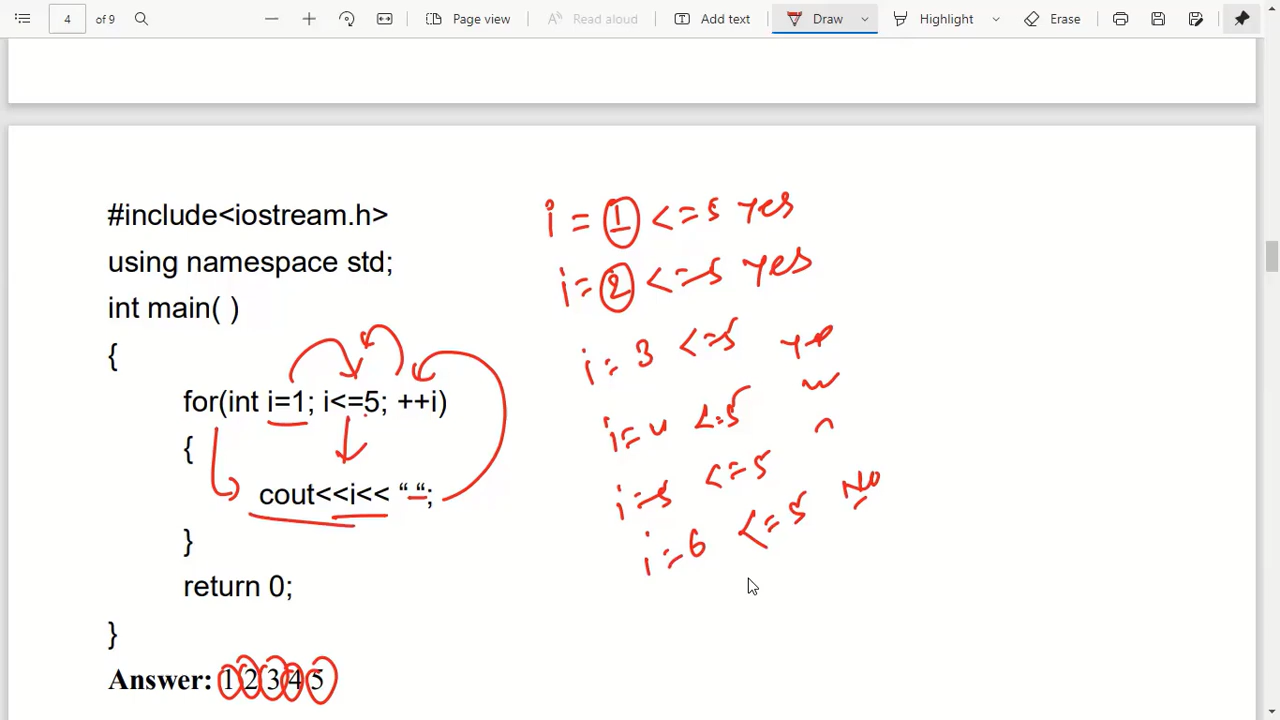 4 of 9 Page view Read aloud Add text Draw Highlight Erase
#include<iostream.h>
using namespace std;
int main( )
{
for(int i=1; i<=5; ++i)
{
cout<<i<< “ “;
}
return 0;
}
Answer: 1 2 3 4 5
i = 1 <=5 yes
i=2 <=5 yes
i=3 <=5
i=4 <=5
i=5 <=5
i=6 <=5 No